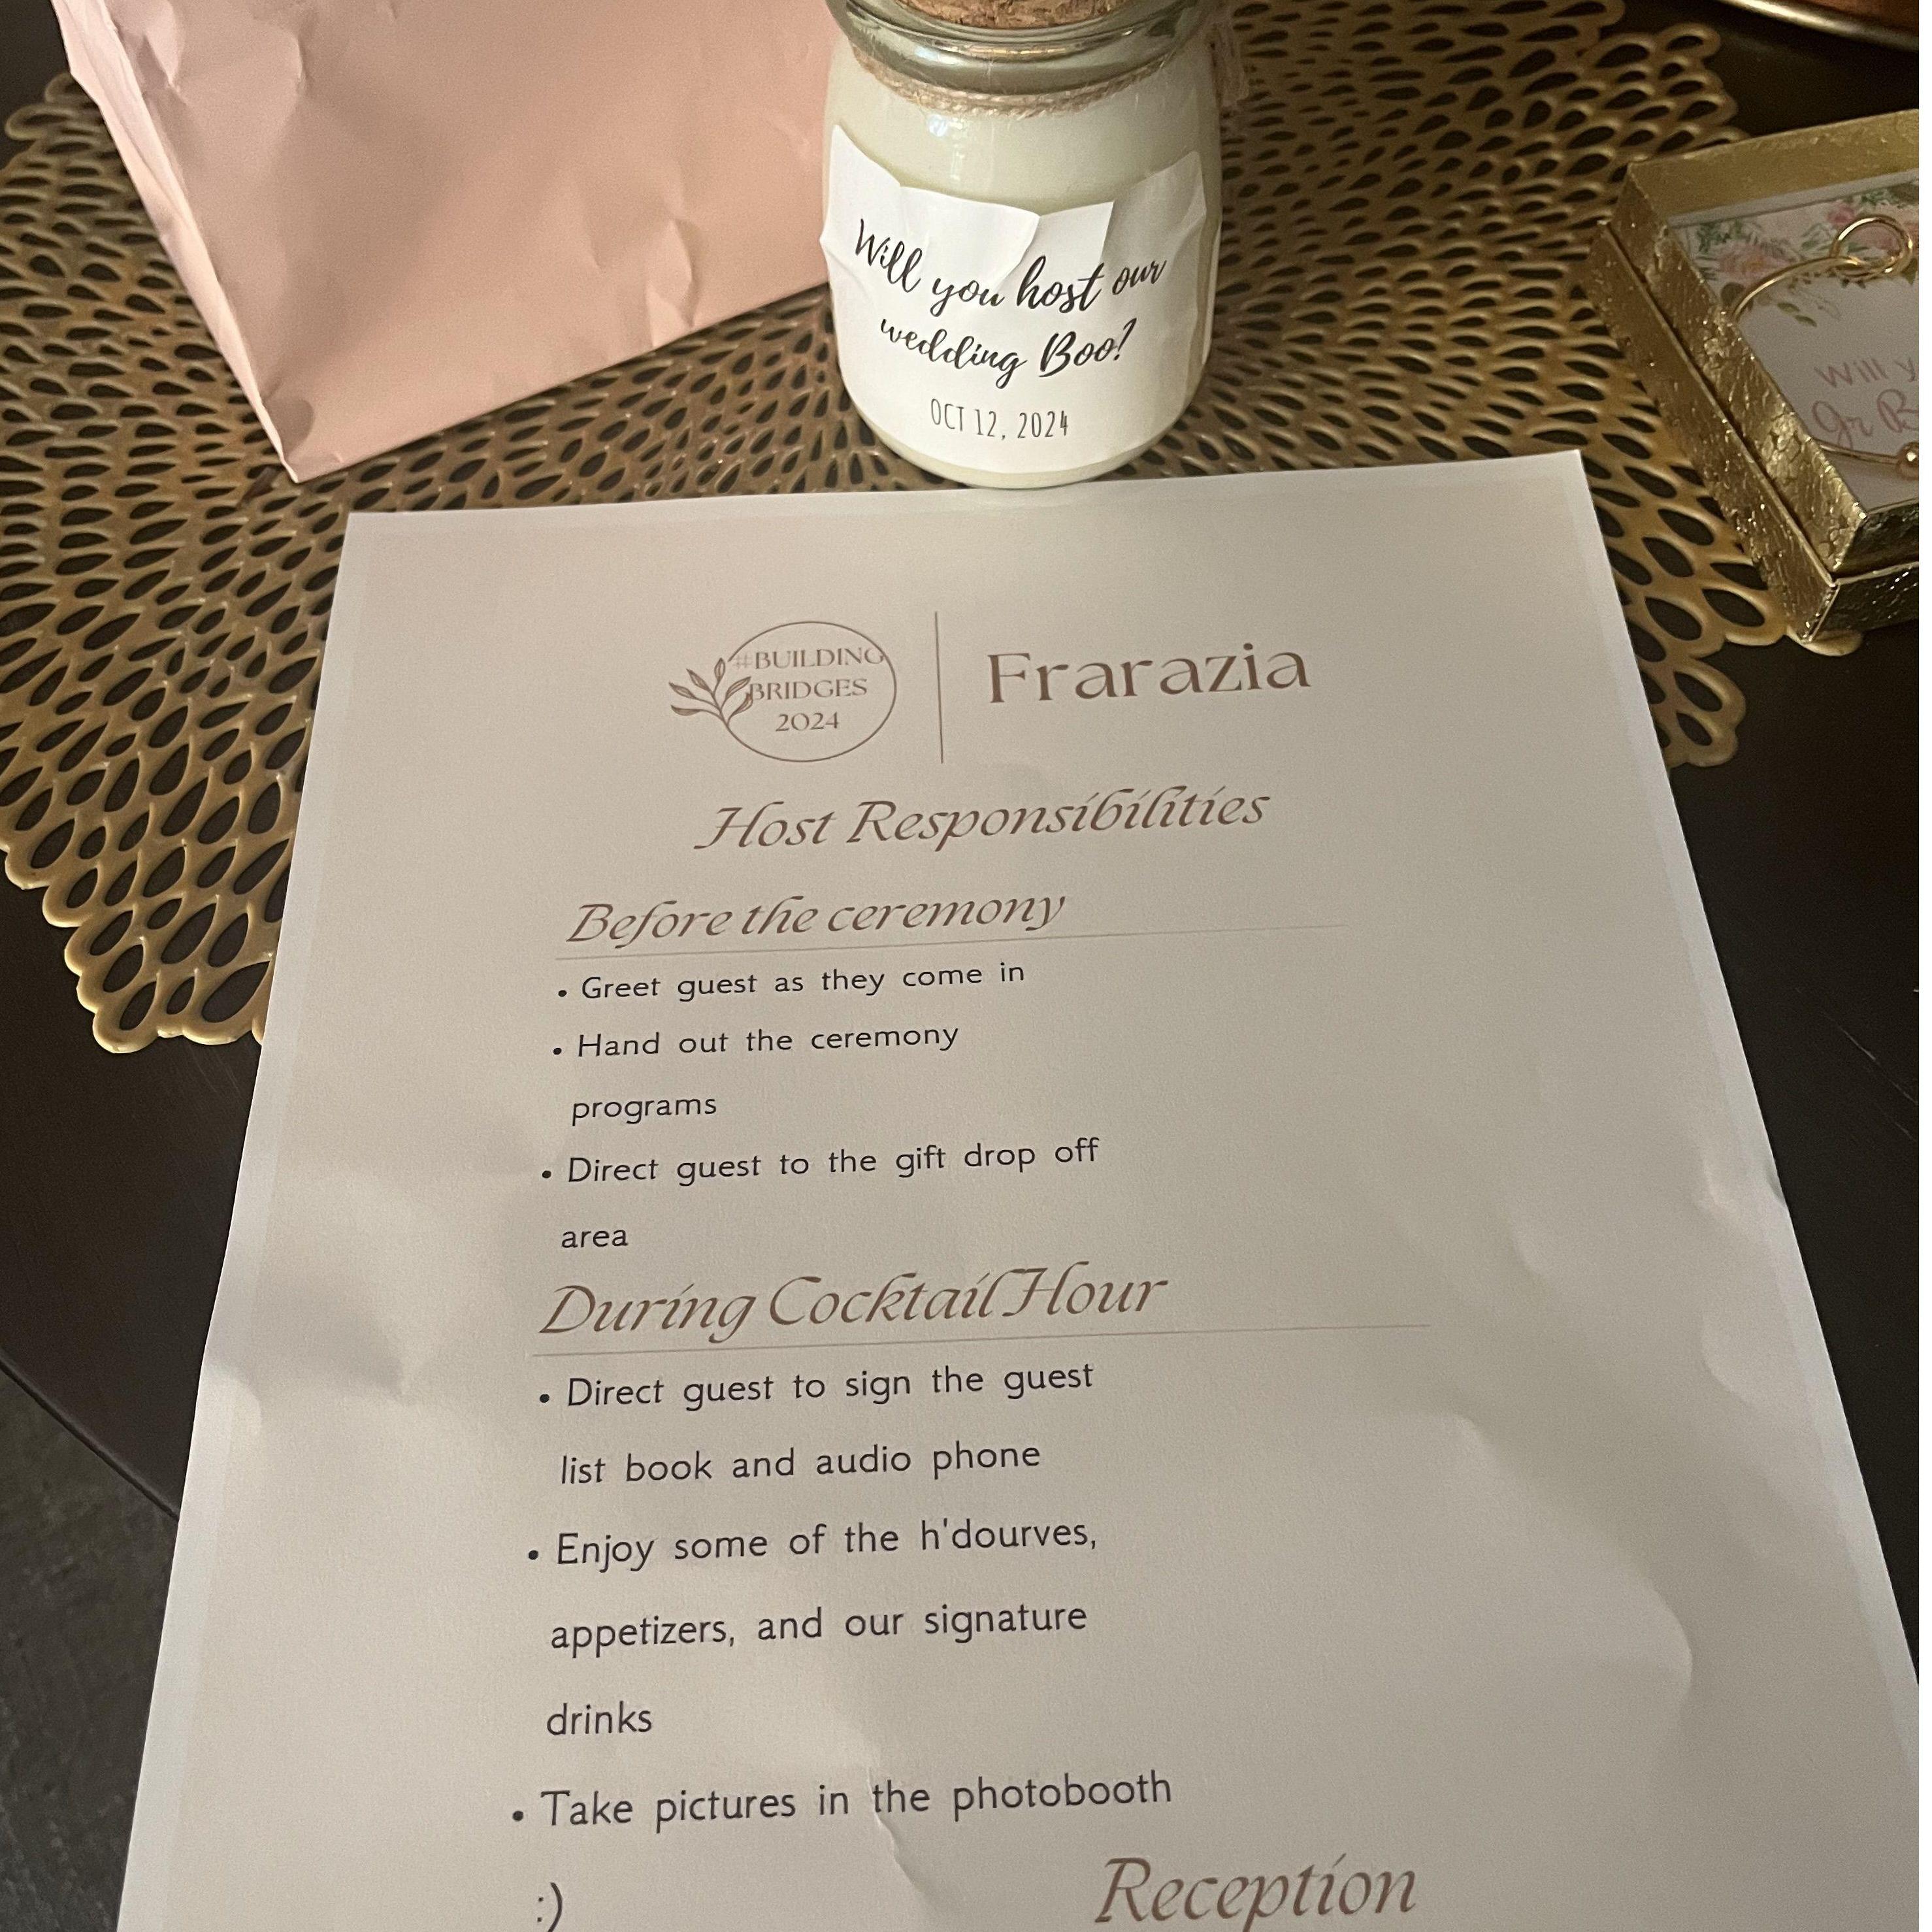 Will you host our
wedding Boo?
OCT 12, 2024
Will
Jr
#BUILDING
BRIDGES
2024
Frarazia
Host Responsibilities
Before the ceremony
• Greet guest as they come in
• Hand out the ceremony
programs
• Direct guest to the gift drop off
area
During Cocktail Hour
• Direct guest to sign the guest
list book and audio phone
• Enjoy some of the h'dourves,
appetizers, and our signature
drinks
• Take pictures in the photobooth
:)
Reception